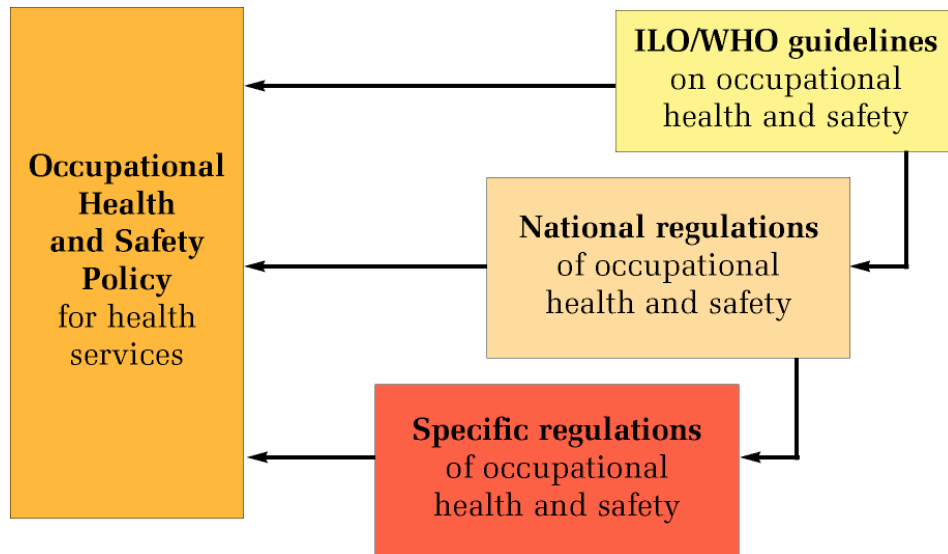 Occupational
Health
and Safety
Policy
for health
services
ILO/WHO guidelines
on occupational
health and safety
National regulations
of occupational
health and safety
Specific regulations
of occupational
health and safety